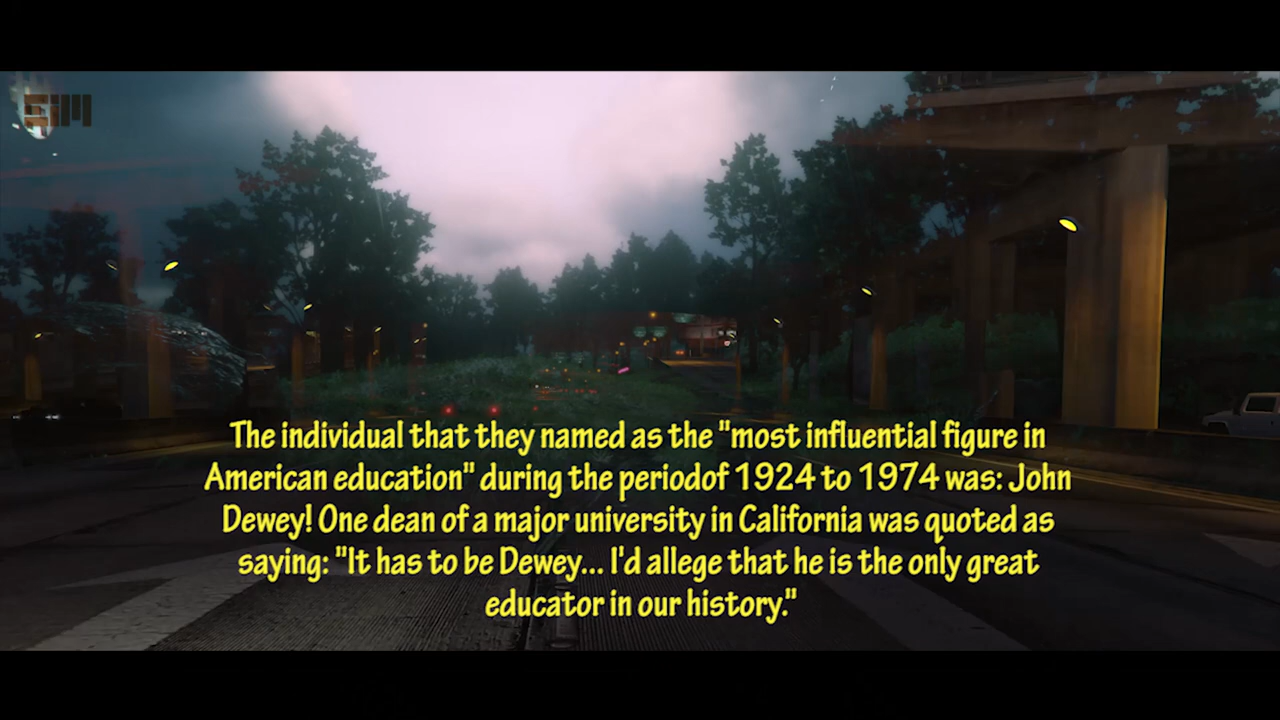 SIM
The individual that they named as the "most influential figure in
American education" during the periodof 1924 to 1974 was: John
Dewey! One dean of a major university in California was quoted as
saying: "It has to be Dewey... I'd allege that he is the only great
educator in our history."